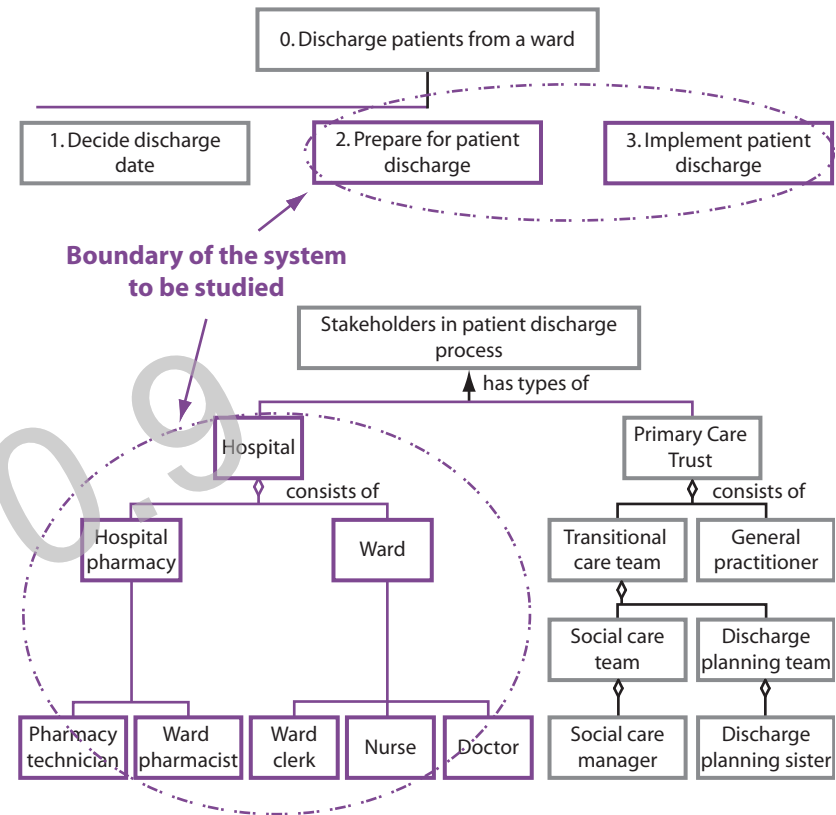 0. Discharge patients from a ward
1. Decide discharge
date
2. Prepare for patient
discharge
3. Implement patient
discharge
Boundary of the system
to be studied
Stakeholders in patient discharge
process
has types of
Hospital
Primary Care
Trust
consists of
consists of
Hospital
pharmacy
Ward
Transitional
care team
General
practitioner
Social care
team
Discharge
planning team
Pharmacy
technician
Ward
pharmacist
Ward
clerk
Nurse
Doctor
Social care
manager
Discharge
planning sister
0.9